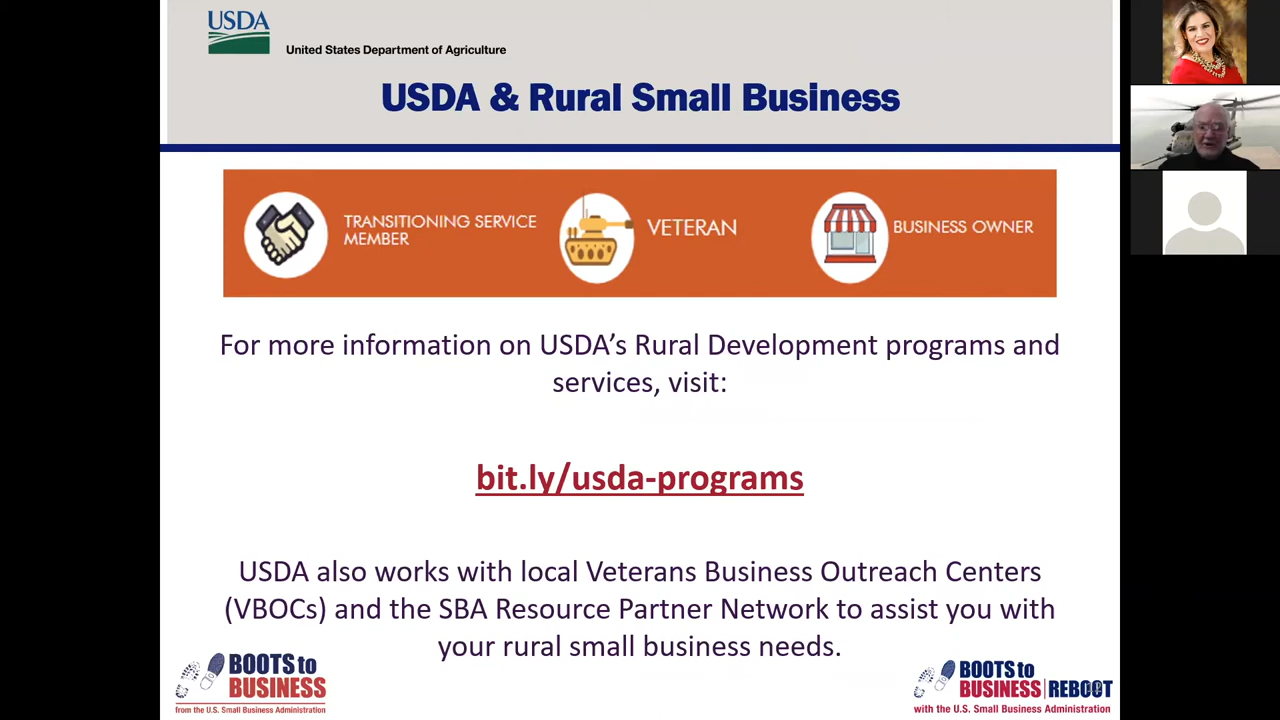 USDA
United States Department of Agriculture
USDA & Rural Small Business
TRANSITIONING SERVICE
MEMBER
VETERAN
BUSINESS OWNER
For more information on USDA’s Rural Development programs and
services, visit:
bit.ly/usda-programs
USDA also works with local Veterans Business Outreach Centers
(VBOCs) and the SBA Resource Partner Network to assist you with
your rural small business needs.
BOOTS to
BUSINESS
from the U.S. Small Business Administration
BOOTS to
BUSINESS | REBOOT
with the U.S. Small Business Administration